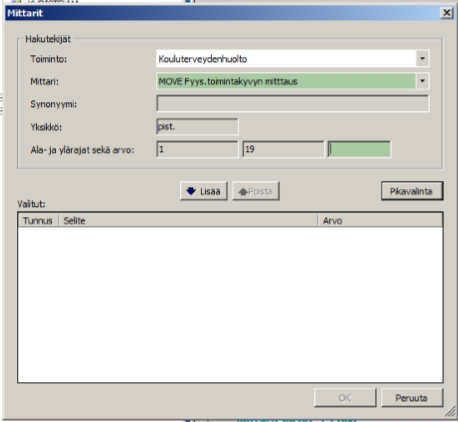 Mittarit
Hakutekijät
Toiminto: Kouluterveydenhuolto
Mittari: MOVE Fyys.toimintakyvyn mitttaus
Synonyymi:
Yksikkö: pist.
Ala- ja ylärajat sekä arvo: 1 19
Lisää Poista Pikavalinta
Valitut:
Tunnus Selite Arvo
OK Peruuta